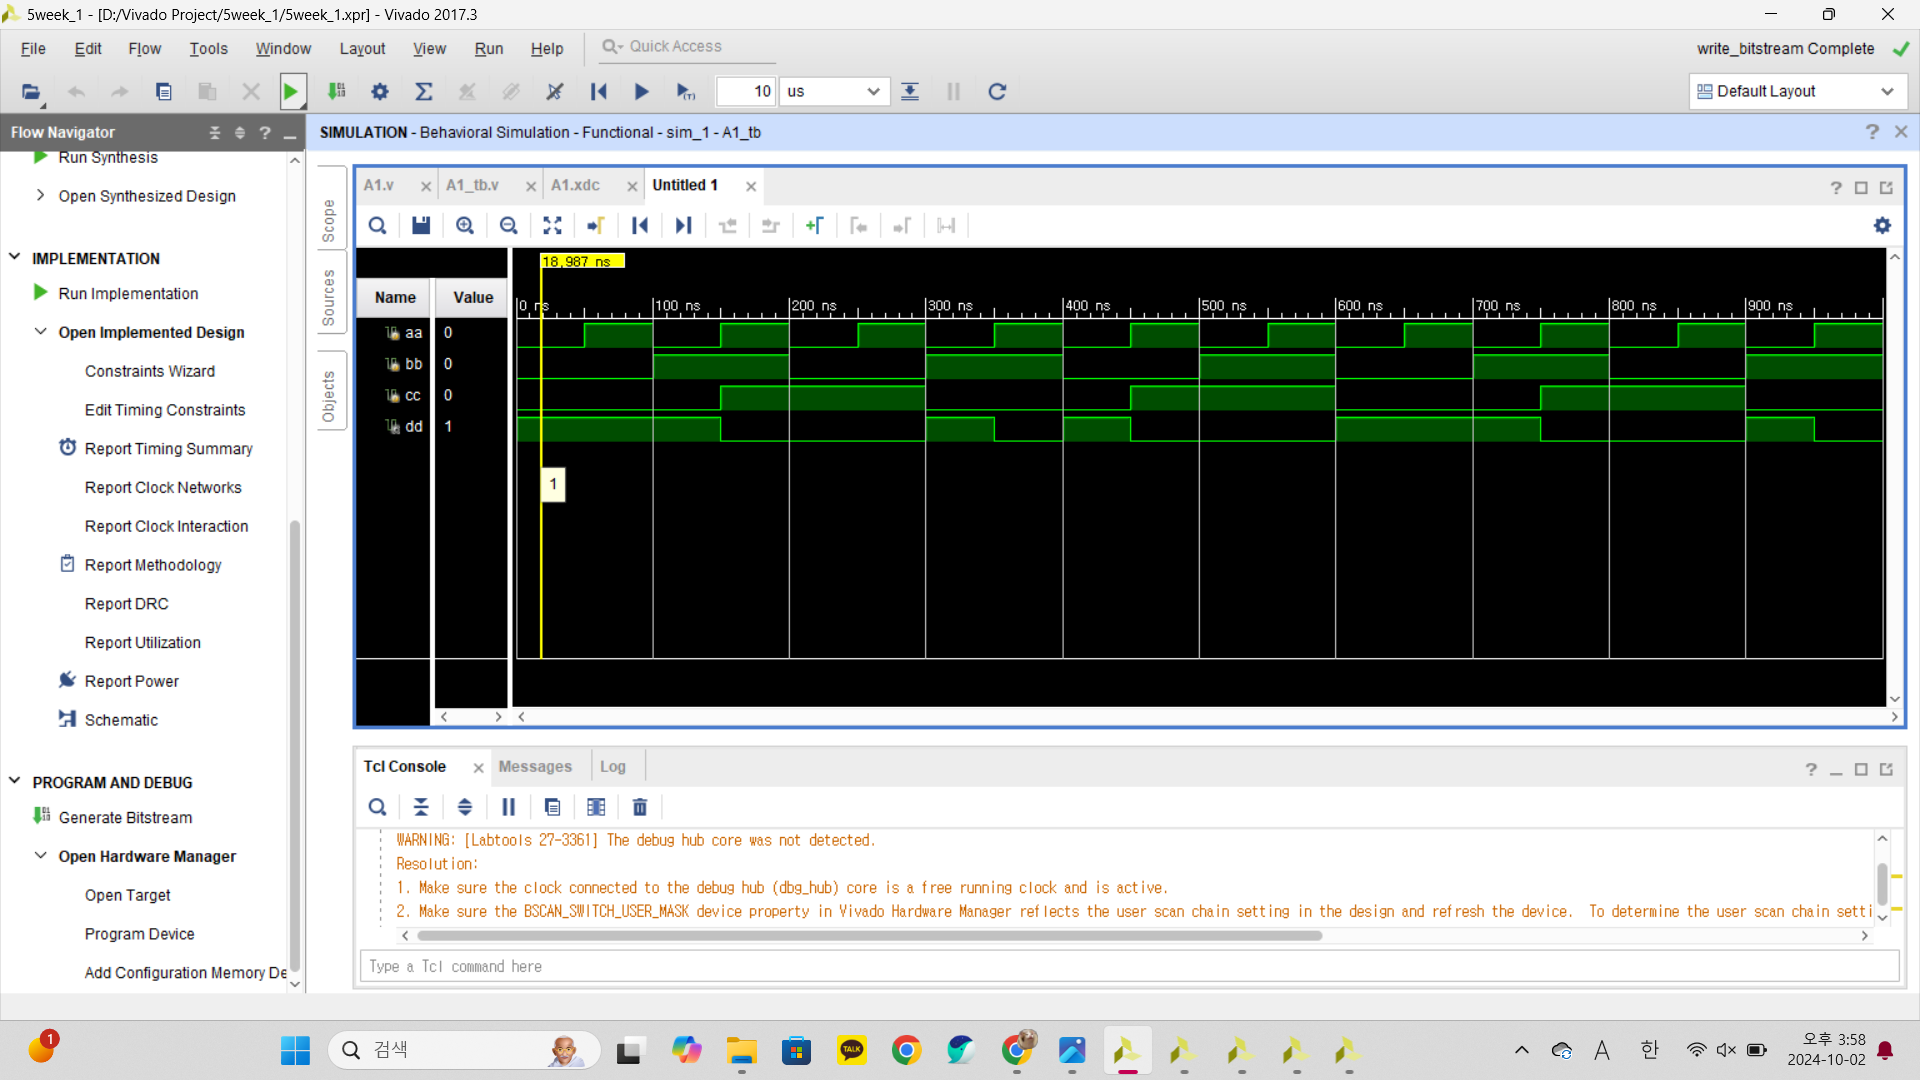 5week_1 - [D:/Vivado Project/5week_1/5week_1.xpr] - Vivado 2017.3
File Edit Flow Tools Window Layout View Run Help
Quick Access
write_bitstream Complete
10 us
Default Layout
Flow Navigator
SIMULATION - Behavioral Simulation - Functional - sim_1 - A1_tb
Run Synthesis
Open Synthesized Design
IMPLEMENTATION
Run Implementation
Open Implemented Design
Constraints Wizard
Edit Timing Constraints
Report Timing Summary
Report Clock Networks
Report Clock Interaction
Report Methodology
Report DRC
Report Utilization
Report Power
Schematic
PROGRAM AND DEBUG
Generate Bitstream
Open Hardware Manager
Open Target
Program Device
Add Configuration Memory De
Scope
Sources
Objects
A1.v A1_tb.v A1.xdc Untitled 1
18,987 ns
Name Value
0 ns 100 ns 200 ns 300 ns 400 ns 500 ns 600 ns 700 ns 800 ns 900 ns
aa 0
bb 0
cc 0
dd 1
1
Tcl Console Messages Log
WARNING: [Labtools 27-3361] The debug hub core was not detected.
Resolution:
1. Make sure the clock connected to the debug hub (dbg_hub) core is a free running clock and is active.
2. Make sure the BSCAN_SWITCH_USER_MASK device property in Vivado Hardware Manager reflects the user scan chain setting in the design and refresh the device.  To determine the user scan chain setti
Type a Tcl command here
1
검색
TALK
A 한
오후 3:58
2024-10-02